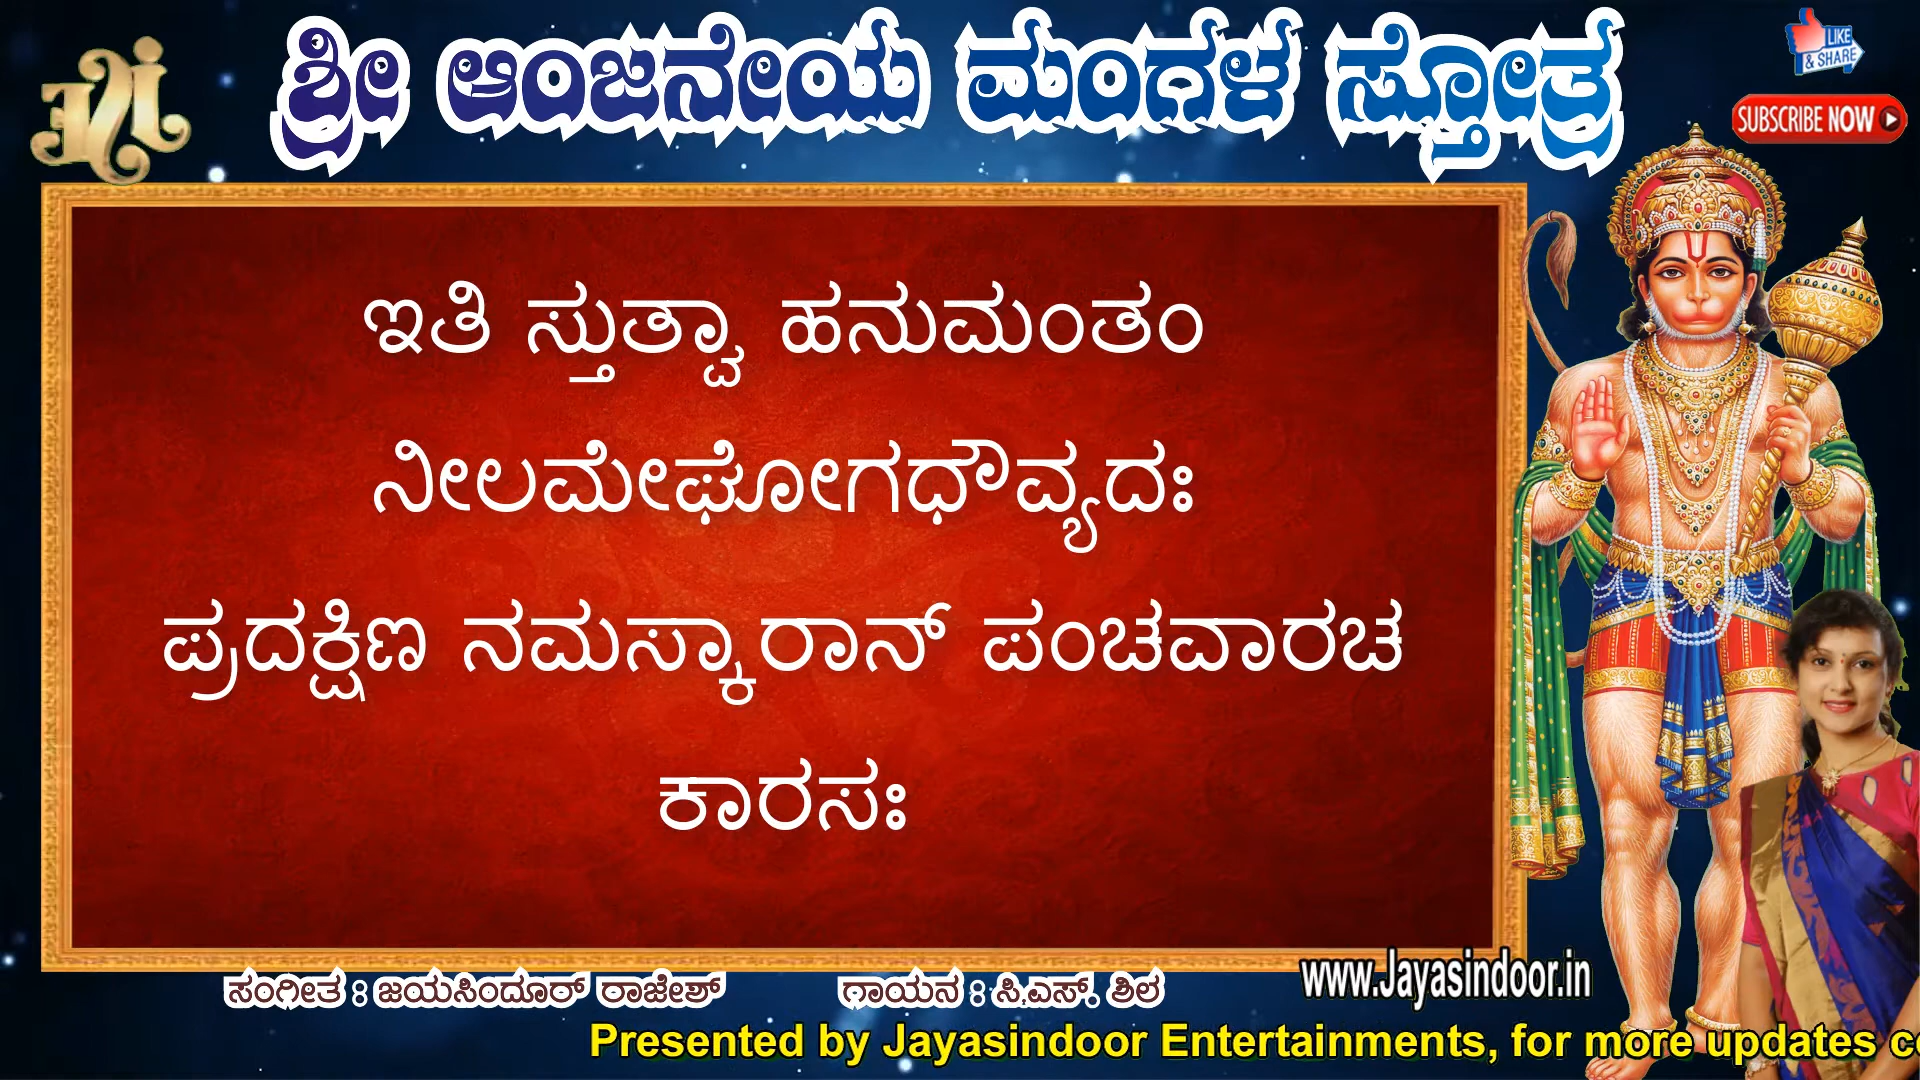 ಶ್ರೀ ಆಂಜನೇಯ ಮಂಗಳ ಸ್ತೋತ್ರ
LIKE
& SHARE
SUBSCRIBE NOW
ಇತಿ ಸ್ತುತ್ವಾ ಹನುಮಂತಂ
ನೀಲಮೇಘೋಗಧೌವ್ಯದಃ
ಪ್ರದಕ್ಷಿಣ ನಮಸ್ಕಾರಾನ್ ಪಂಚವಾರಚ
ಕಾರಸಃ
www.Jayasindoor.in
ಸಂಗೀತ : ಜಯಸಿಂದೂರ್ ರಾಜೇಶ್ ಗಾಯನ : ಸಿ.ಎಸ್. ಶಿಲ
Presented by Jayasindoor Entertainments, for more updates